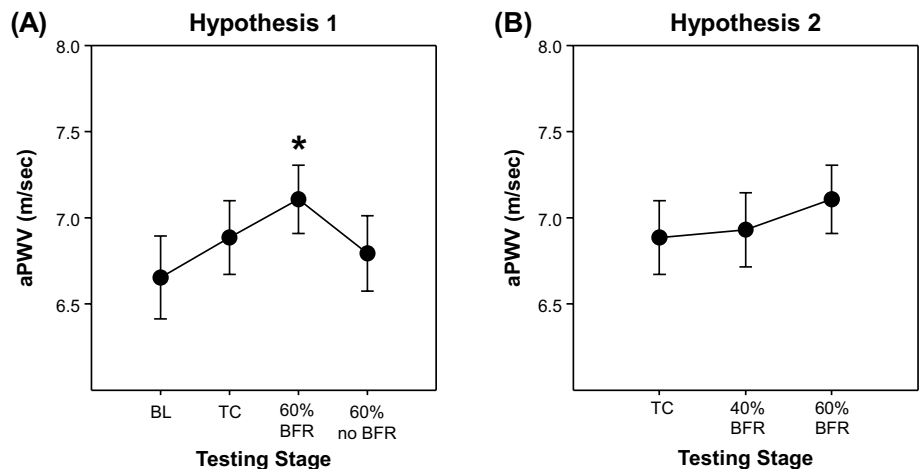 (A) Hypothesis 1
8.0
7.5
7.0
6.5
aPWV (m/sec)
*
BL TC 60% 60%
BFR no BFR
Testing Stage
(B) Hypothesis 2
8.0
7.5
7.0
6.5
aPWV (m/sec)
TC 40% 60%
BFR BFR
Testing Stage